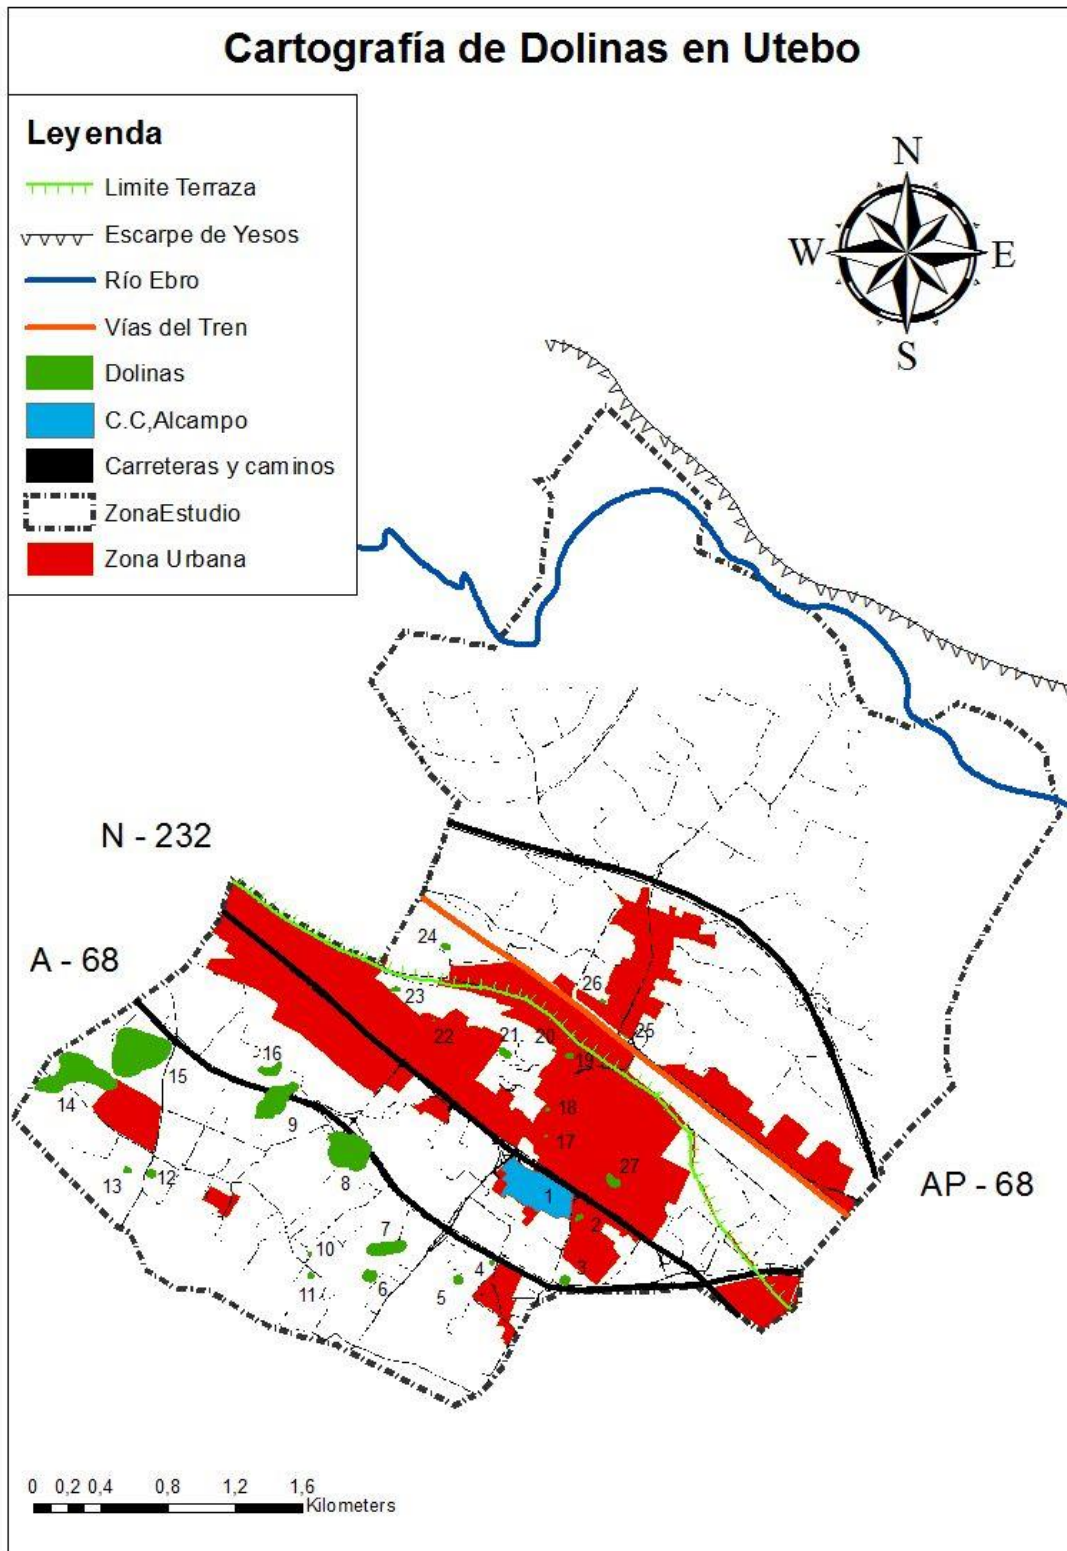 Cartografía de Dolinas en Utebo
Leyenda
Limite Terraza
Escarpe de Yesos
Río Ebro
Vías del Tren
Dolinas
C.C,Alcampo
Carreteras y caminos
ZonaEstudio
Zona Urbana
N
W E
S
N - 232
A - 68
AP - 68
24
23
26
22
21
20
25
19
16
15
14
9
18
17
8
13
12
27
1
2
7
10
4
3
11
6
5
0 0,2 0,4 0,8 1,2 1,6
Kilometers